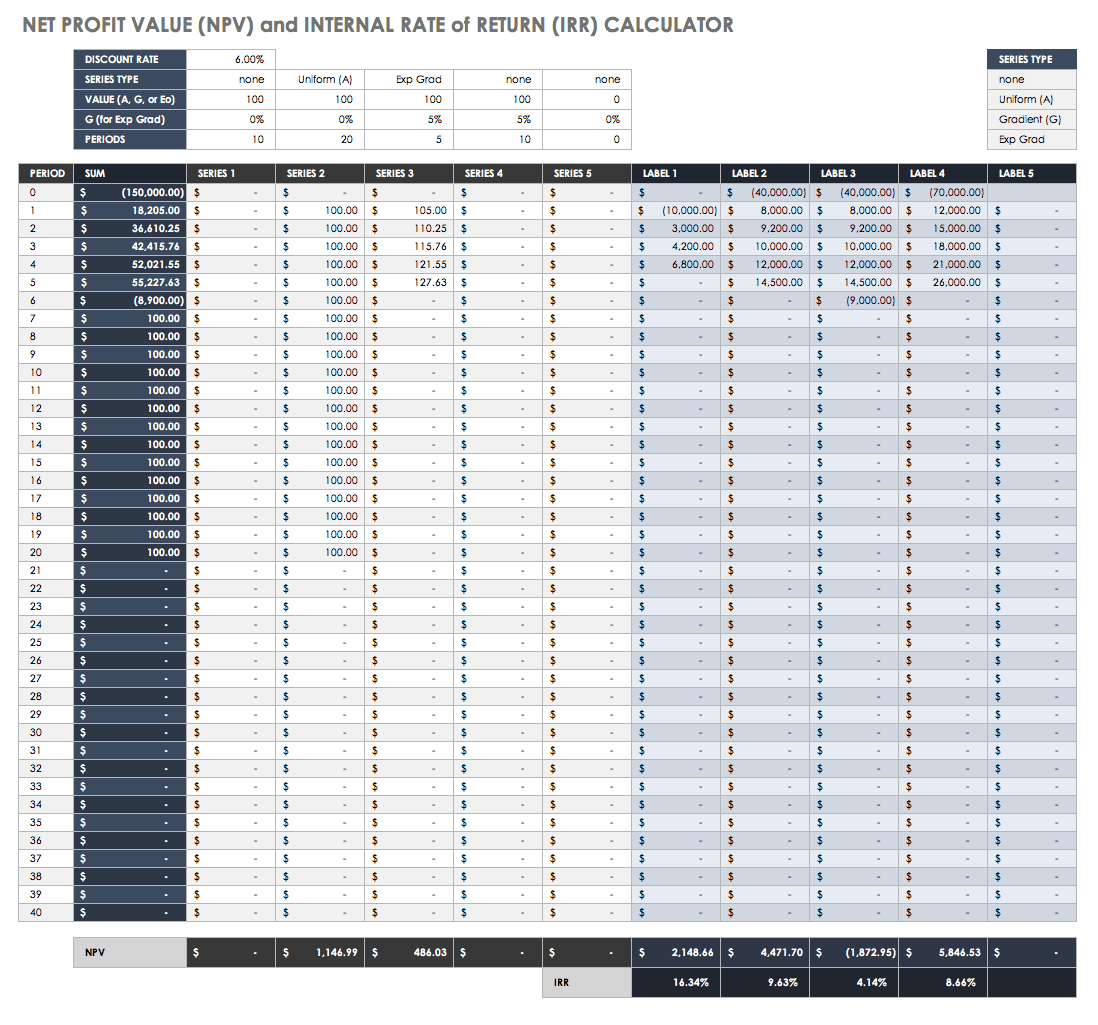 NET PROFIT VALUE (NPV) and INTERNAL RATE of RETURN (IRR) CALCULATOR
DISCOUNT RATE 6.00% SERIES TYPE
SERIES TYPE none Uniform (A) Exp Grad none none none
VALUE (A, G, or Eo) 100 100 100 100 0 Uniform (A)
G (for Exp Grad) 0% 0% 5% 5% 0% Gradient (G)
PERIODS 10 20 5 10 0 Exp Grad
PERIOD SUM SERIES 1 SERIES 2 SERIES 3 SERIES 4 SERIES 5 LABEL 1 LABEL 2 LABEL 3 LABEL 4 LABEL 5
0 $ (150,000.00) $ - $ - $ - $ - $ - $ - $ (40,000.00) $ (40,000.00) $ (70,000.00)
1 $ 18,205.00 $ - $ 100.00 $ 105.00 $ - $ - $ (10,000.00) $ 8,000.00 $ 8,000.00 $ 12,000.00 $ -
2 $ 36,610.25 $ - $ 100.00 $ 110.25 $ - $ - $ 3,000.00 $ 9,200.00 $ 9,200.00 $ 15,000.00 $ -
3 $ 42,415.76 $ - $ 100.00 $ 115.76 $ - $ - $ 4,200.00 $ 10,000.00 $ 10,000.00 $ 18,000.00 $ -
4 $ 52,021.55 $ - $ 100.00 $ 121.55 $ - $ - $ 6,800.00 $ 12,000.00 $ 12,000.00 $ 21,000.00 $ -
5 $ 55,227.63 $ - $ 100.00 $ 127.63 $ - $ - $ - $ 14,500.00 $ 14,500.00 $ 26,000.00 $ -
6 $ (8,900.00) $ - $ 100.00 $ - $ - $ - $ - $ - $ (9,000.00) $ - $ -
7 $ 100.00 $ - $ 100.00 $ - $ - $ - $ - $ - $ - $ - $ -
8 $ 100.00 $ - $ 100.00 $ - $ - $ - $ - $ - $ - $ - $ -
9 $ 100.00 $ - $ 100.00 $ - $ - $ - $ - $ - $ - $ - $ -
10 $ 100.00 $ - $ 100.00 $ - $ - $ - $ - $ - $ - $ - $ -
11 $ 100.00 $ - $ 100.00 $ - $ - $ - $ - $ - $ - $ - $ -
12 $ 100.00 $ - $ 100.00 $ - $ - $ - $ - $ - $ - $ - $ -
13 $ 100.00 $ - $ 100.00 $ - $ - $ - $ - $ - $ - $ - $ -
14 $ 100.00 $ - $ 100.00 $ - $ - $ - $ - $ - $ - $ - $ -
15 $ 100.00 $ - $ 100.00 $ - $ - $ - $ - $ - $ - $ - $ -
16 $ 100.00 $ - $ 100.00 $ - $ - $ - $ - $ - $ - $ - $ -
17 $ 100.00 $ - $ 100.00 $ - $ - $ - $ - $ - $ - $ - $ -
18 $ 100.00 $ - $ 100.00 $ - $ - $ - $ - $ - $ - $ - $ -
19 $ 100.00 $ - $ 100.00 $ - $ - $ - $ - $ - $ - $ - $ -
20 $ 100.00 $ - $ 100.00 $ - $ - $ - $ - $ - $ - $ - $ -
21 $ - $ - $ - $ - $ - $ - $ - $ - $ - $ - $ -
22 $ - $ - $ - $ - $ - $ - $ - $ - $ - $ - $ -
23 $ - $ - $ - $ - $ - $ - $ - $ - $ - $ - $ -
24 $ - $ - $ - $ - $ - $ - $ - $ - $ - $ - $ -
25 $ - $ - $ - $ - $ - $ - $ - $ - $ - $ - $ -
26 $ - $ - $ - $ - $ - $ - $ - $ - $ - $ - $ -
27 $ - $ - $ - $ - $ - $ - $ - $ - $ - $ - $ -
28 $ - $ - $ - $ - $ - $ - $ - $ - $ - $ - $ -
29 $ - $ - $ - $ - $ - $ - $ - $ - $ - $ - $ -
30 $ - $ - $ - $ - $ - $ - $ - $ - $ - $ - $ -
31 $ - $ - $ - $ - $ - $ - $ - $ - $ - $ - $ -
32 $ - $ - $ - $ - $ - $ - $ - $ - $ - $ - $ -
33 $ - $ - $ - $ - $ - $ - $ - $ - $ - $ - $ -
34 $ - $ - $ - $ - $ - $ - $ - $ - $ - $ - $ -
35 $ - $ - $ - $ - $ - $ - $ - $ - $ - $ - $ -
36 $ - $ - $ - $ - $ - $ - $ - $ - $ - $ - $ -
37 $ - $ - $ - $ - $ - $ - $ - $ - $ - $ - $ -
38 $ - $ - $ - $ - $ - $ - $ - $ - $ - $ - $ -
39 $ - $ - $ - $ - $ - $ - $ - $ - $ - $ - $ -
40 $ - $ - $ - $ - $ - $ - $ - $ - $ - $ - $ -
NPV $ - $ 1,146.99 $ 486.03 $ - $ - $ 2,148.66 $ 4,471.70 $ (1,872.95) $ 5,846.53 $ -
IRR 16.34% 9.63% 4.14% 8.66%